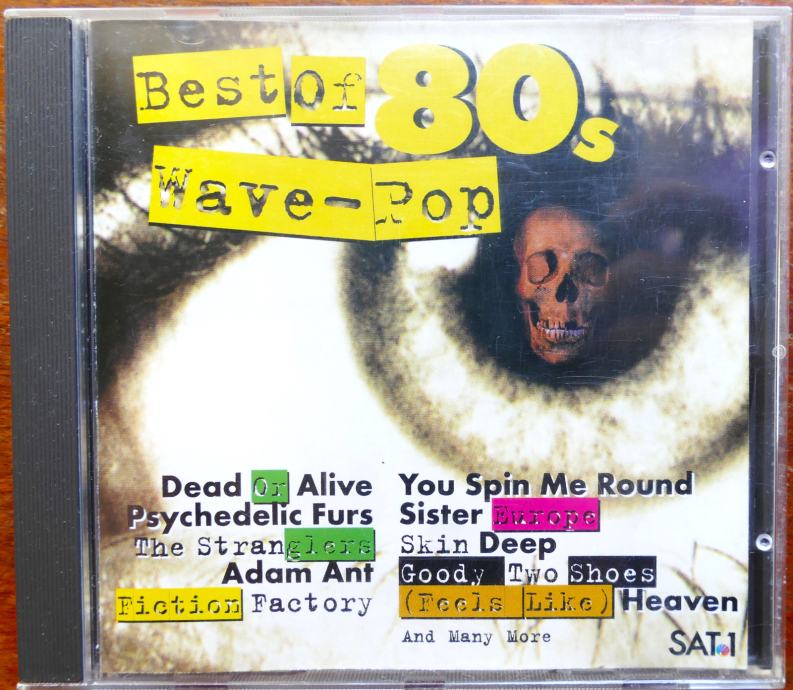 Best Of 80s
Wave-Pop
Dead Or Alive You Spin Me Round
Psychedelic Furs Sister Europe
The Stranglers Skin Deep
Adam Ant Goody Two Shoes
Fiction Factory (Feels Like) Heaven
And Many More
SAT.1